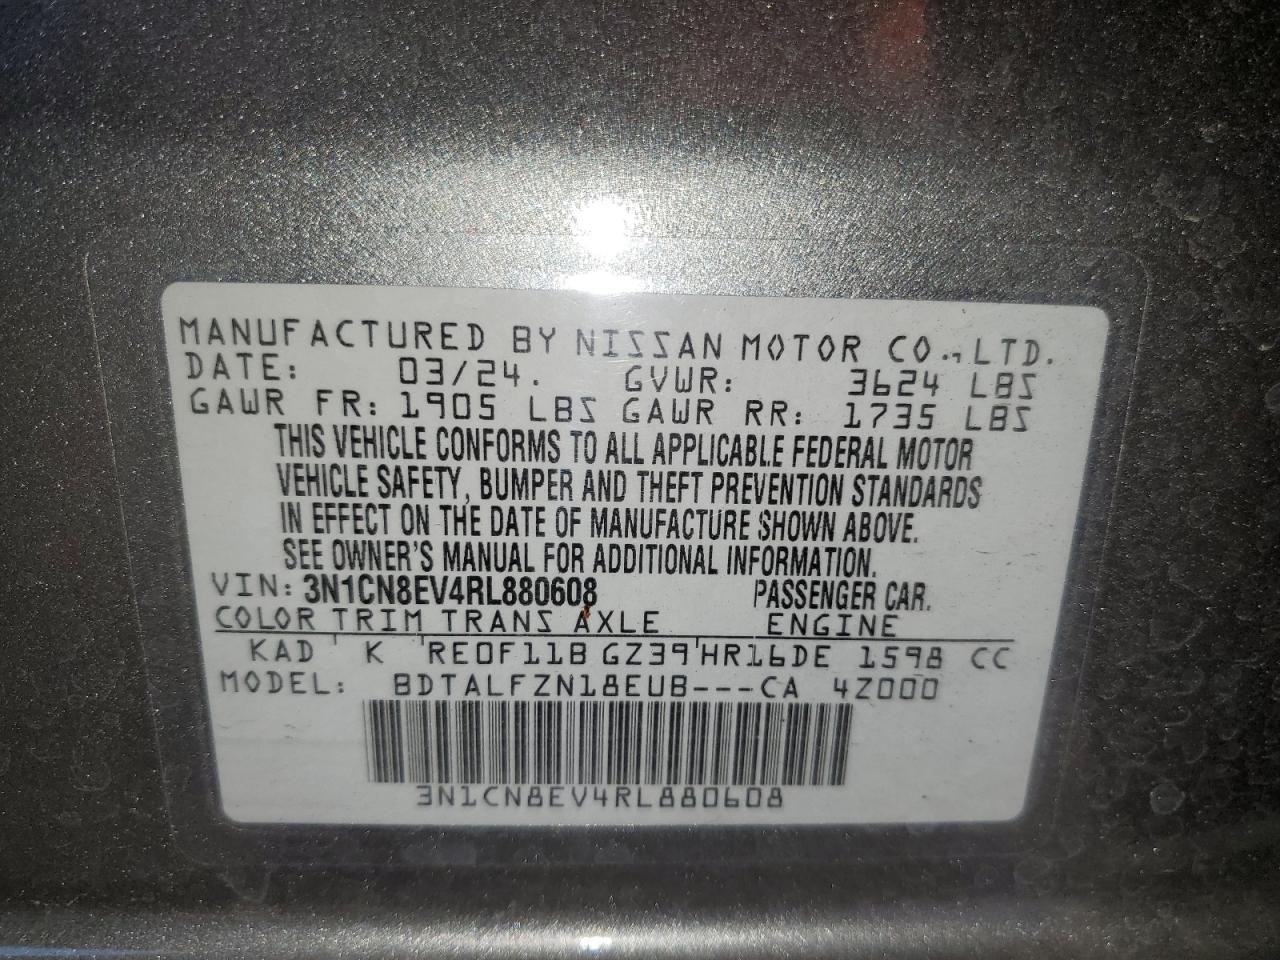 MANUFACTURED BY NISSAN MOTOR CO., LTD.
DATE: 03/24. GVWR: 3624 LBS
GAWR FR: 1905 LBS GAWR RR: 1735 LBS
THIS VEHICLE CONFORMS TO ALL APPLICABLE FEDERAL MOTOR
VEHICLE SAFETY, BUMPER AND THEFT PREVENTION STANDARDS
IN EFFECT ON THE DATE OF MANUFACTURE SHOWN ABOVE.
SEE OWNER'S MANUAL FOR ADDITIONAL INFORMATION.
VIN: 3N1CN8EV4RL880608 PASSENGER CAR.
COLOR TRIM TRANS AXLE ENGINE
KAD K RE0F11B GZ39 HR16DE 1598 CC
MODEL: BDTALFZN18EUB---CA 4Z000
3N1CN8EV4RL880608